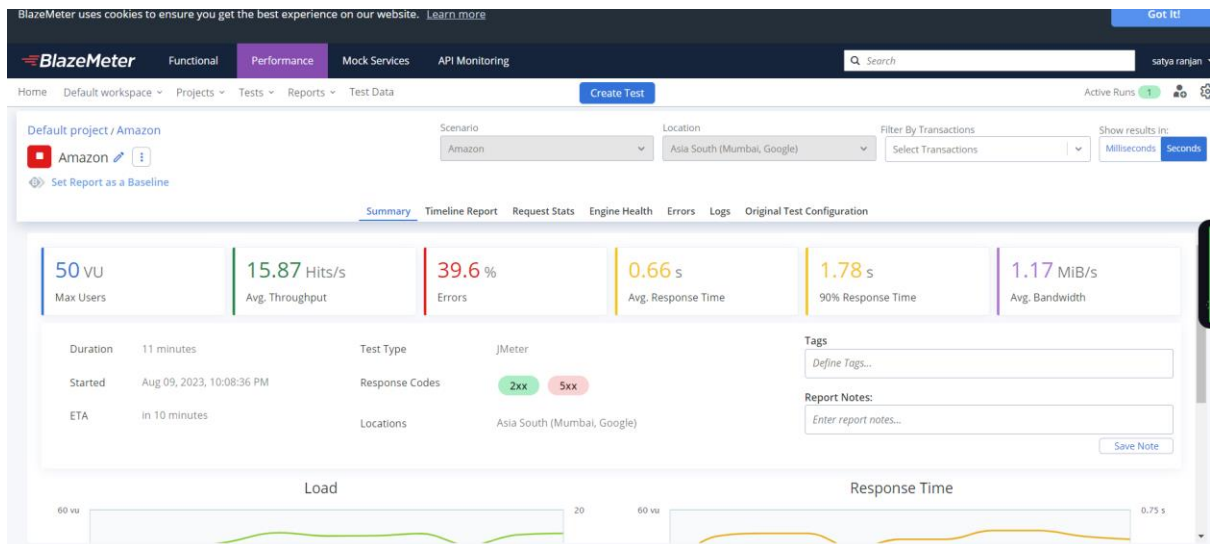 BlazeMeter uses cookies to ensure you get the best experience on our website. Learn more
Got It!
BlazeMeter Functional Performance Mock Services API Monitoring Search satya ranjan
Home Default workspace Projects Tests Reports Test Data Create Test Active Runs 1
Default project / Amazon
Amazon
Set Report as a Baseline
Scenario
Amazon
Location
Asia South (Mumbai, Google)
Filter By Transactions
Select Transactions
Show results in:
Milliseconds Seconds
Summary Timeline Report Request Stats Engine Health Errors Logs Original Test Configuration
50 VU
Max Users
15.87 Hits/s
Avg. Throughput
39.6 %
Errors
0.66 s
Avg. Response Time
1.78 s
90% Response Time
1.17 MiB/s
Avg. Bandwidth
Duration 11 minutes
Started Aug 09, 2023, 10:08:36 PM
ETA in 10 minutes
Test Type JMeter
Response Codes 2xx 5xx
Locations Asia South (Mumbai, Google)
Tags
Define Tags...
Report Notes:
Enter report notes...
Save Note
Load
60 vu 20
Response Time
60 vu 0.75 s